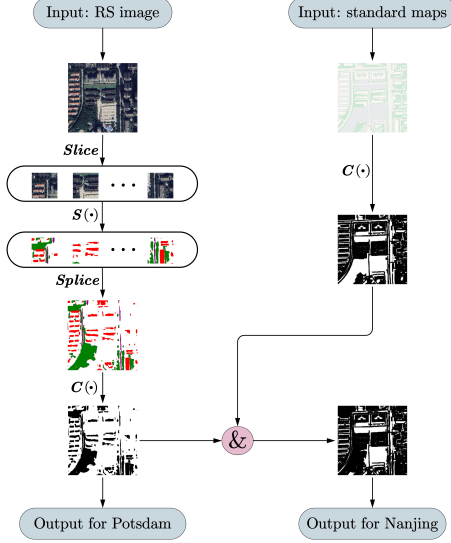 Input: RS image
Input: standard maps
Slice
C(·)
S(·)
Splice
C(·)
&
Output for Potsdam
Output for Nanjing